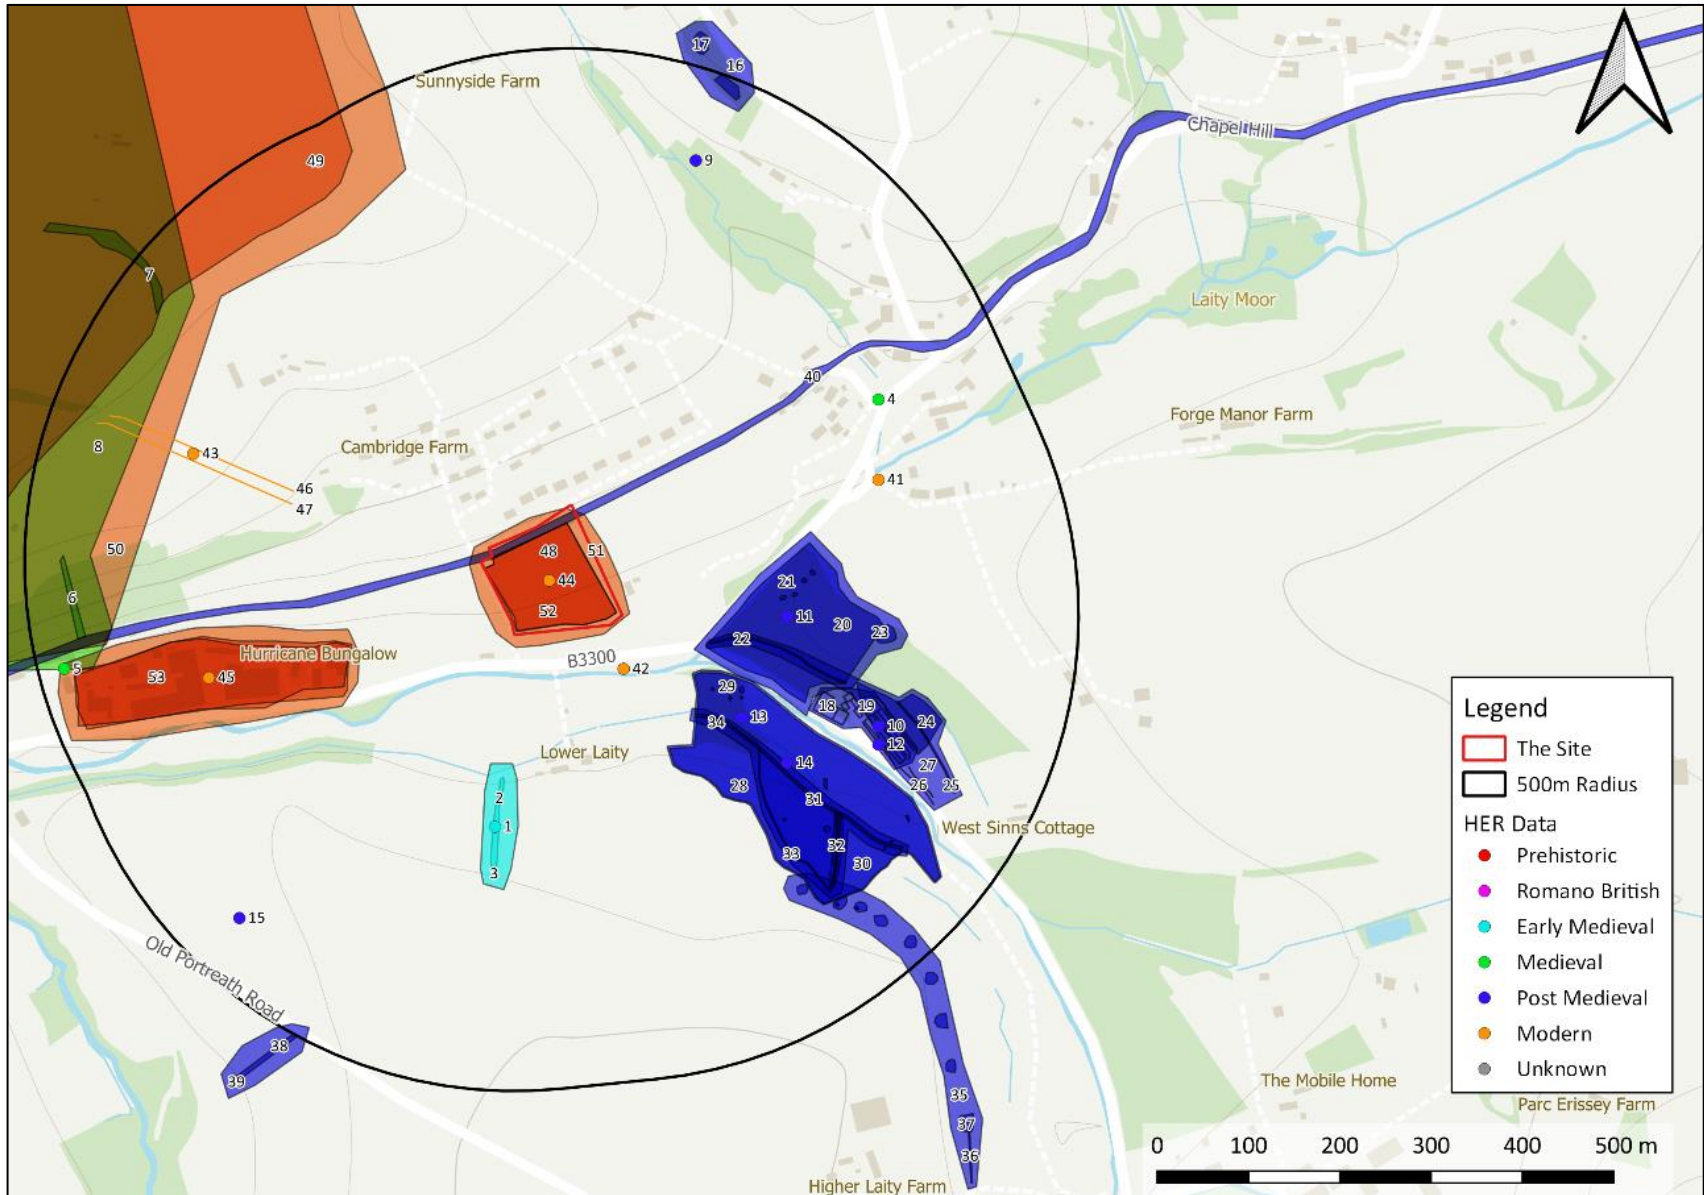 17
16
Sunnyside Farm
Chapel Hill
49
9
7
Laity Moor
40
4
Forge Manor Farm
Cambridge Farm
8
43
46
47
41
50
48
51
44
21
6
52
11
20
23
22
Hurricane Bungalow
B3300
5
53
45
42
29
18
19
34
13
10
24
12
Lower Laity
14
27
28
26
25
2
31
1
West Sinns Cottage
32
33
30
3
15
Old Portreath Road
38
39
35
37
36
The Mobile Home
Parc Erissey Farm
Higher Laity Farm
Legend
The Site
500m Radius
HER Data
Prehistoric
Romano British
Early Medieval
Medieval
Post Medieval
Modern
Unknown
0 100 200 300 400 500 m